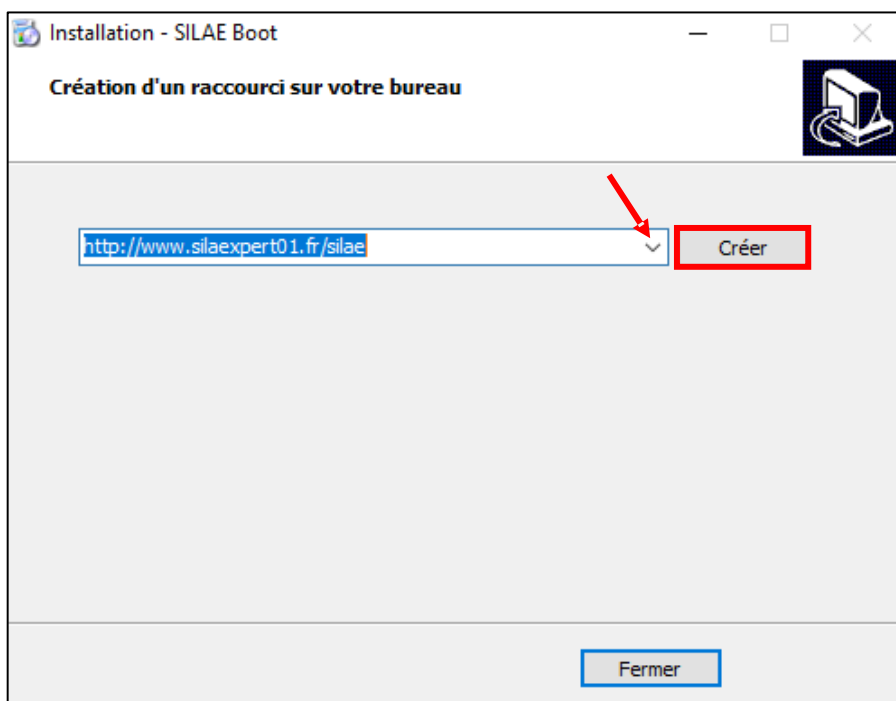 Installation - SILAE Boot
Création d'un raccourci sur votre bureau
http://www.silaexpert01.fr/silae
Créer
Fermer